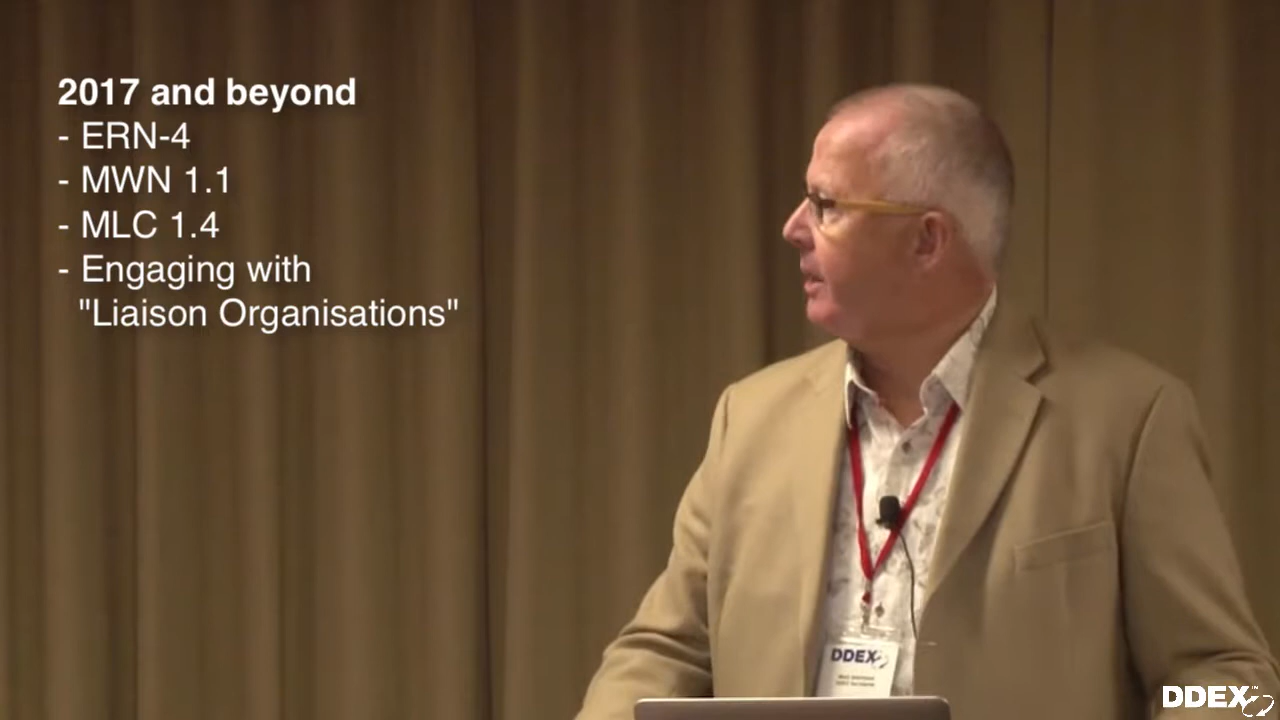 2017 and beyond
- ERN-4
- MWN 1.1
- MLC 1.4
- Engaging with
"Liaison Organisations"
DDEX
DDEX